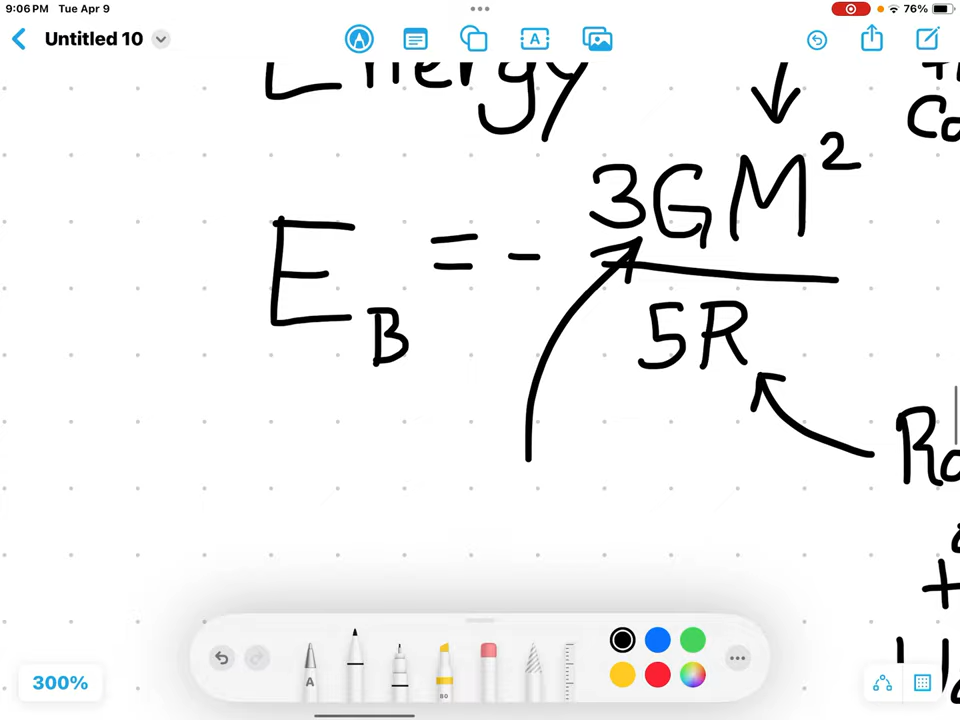 9:06 PM Tue Apr 9
76%
Untitled 10
Energy
E_B = - 3GM²
5R
300%